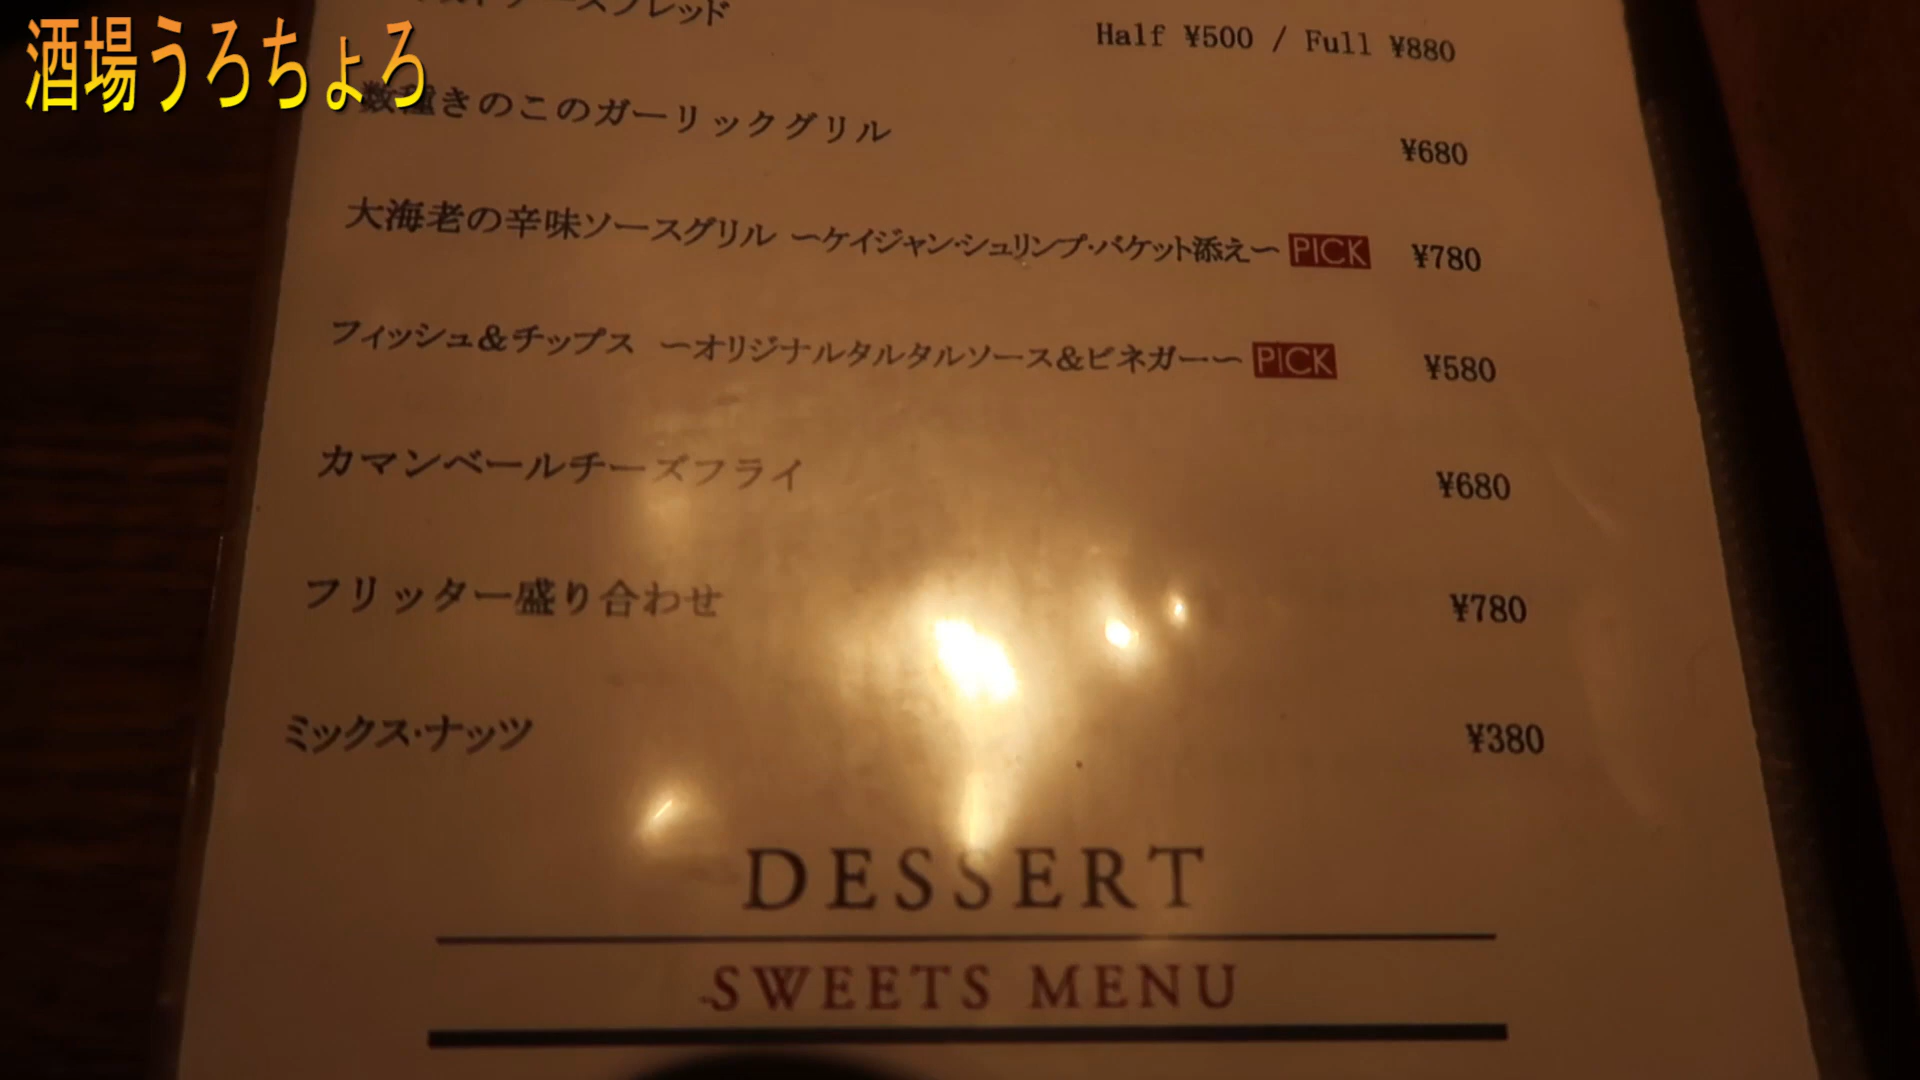 酒場うろちょろ
Half ¥500 / Full ¥880
数種きのこのガーリックグリル ¥680
大海老の辛味ソースグリル ～ケイジャン・シュリンプ・バケット添え～ PICK ¥780
フィッシュ&チップス ～オリジナルタルタルソース&ビネガー～ PICK ¥580
カマンベールチーズフライ ¥680
フリッター盛り合わせ ¥780
ミックス・ナッツ ¥380
DESSERT
SWEETS MENU